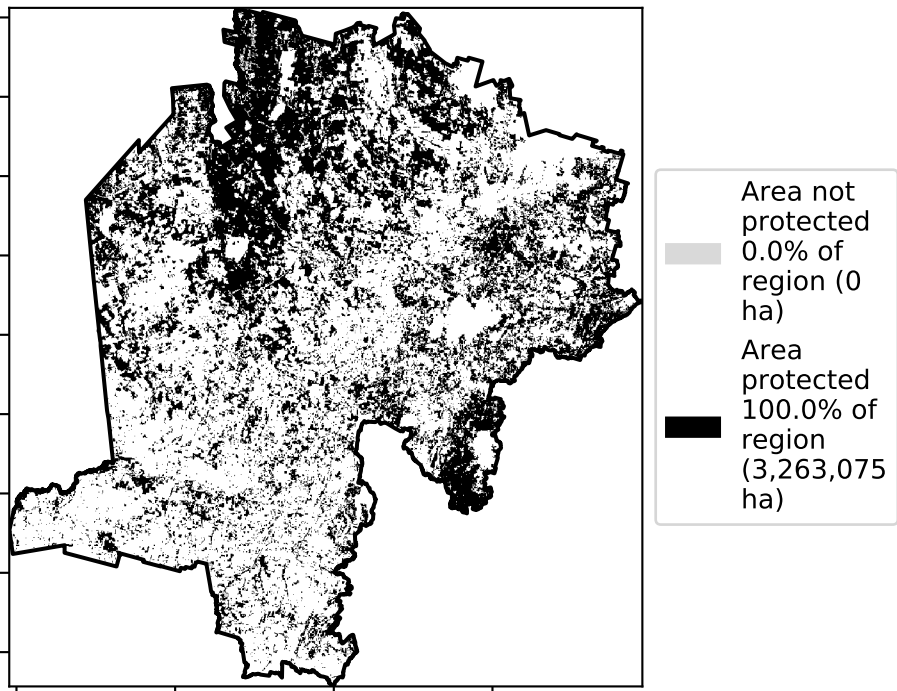 Area not
protected
0.0% of
region (0
ha)
Area
protected
100.0% of
region
(3,263,075
ha)